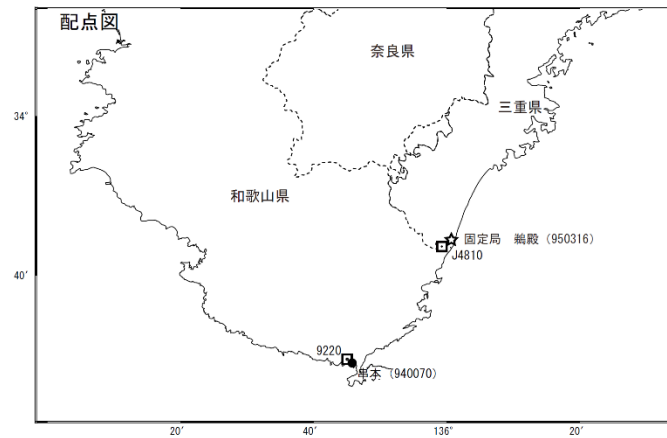 配点図
奈良県
三重県
34°
和歌山県
固定局 鵜殿（950316）
J4810
40′
9220
串本（940070）
20′ 40′ 136° 20′